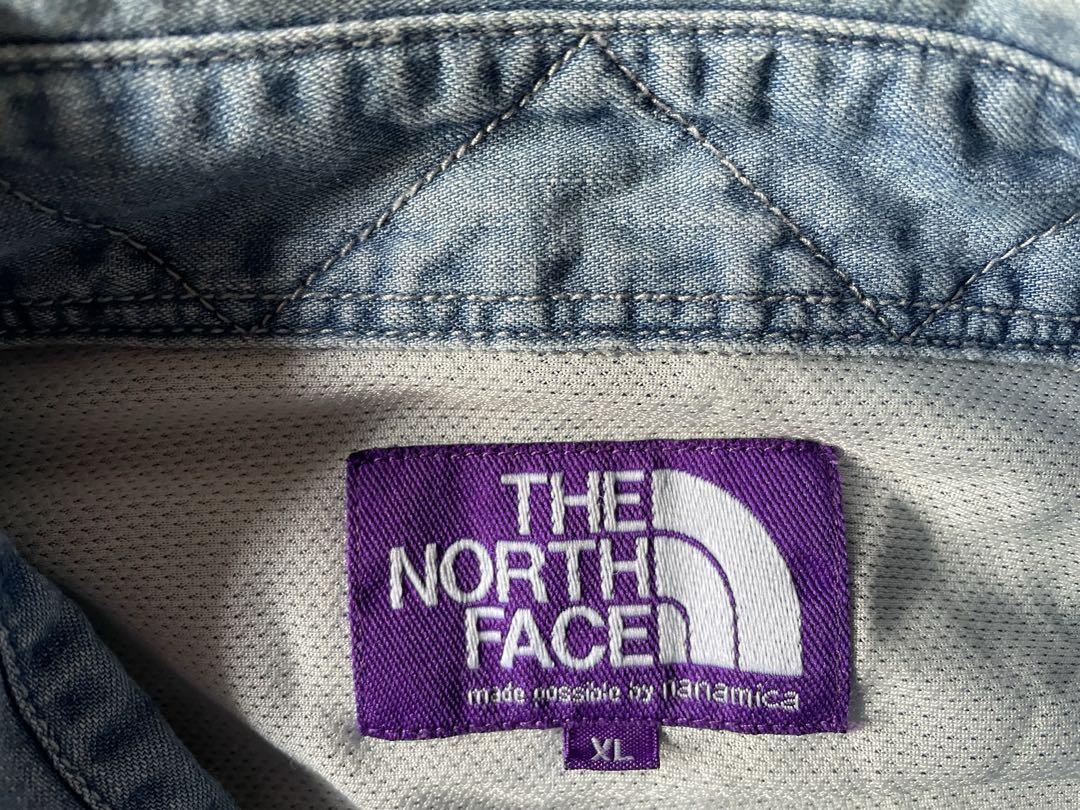 THE
NORTH
FACE
made possible by nanamica
XL